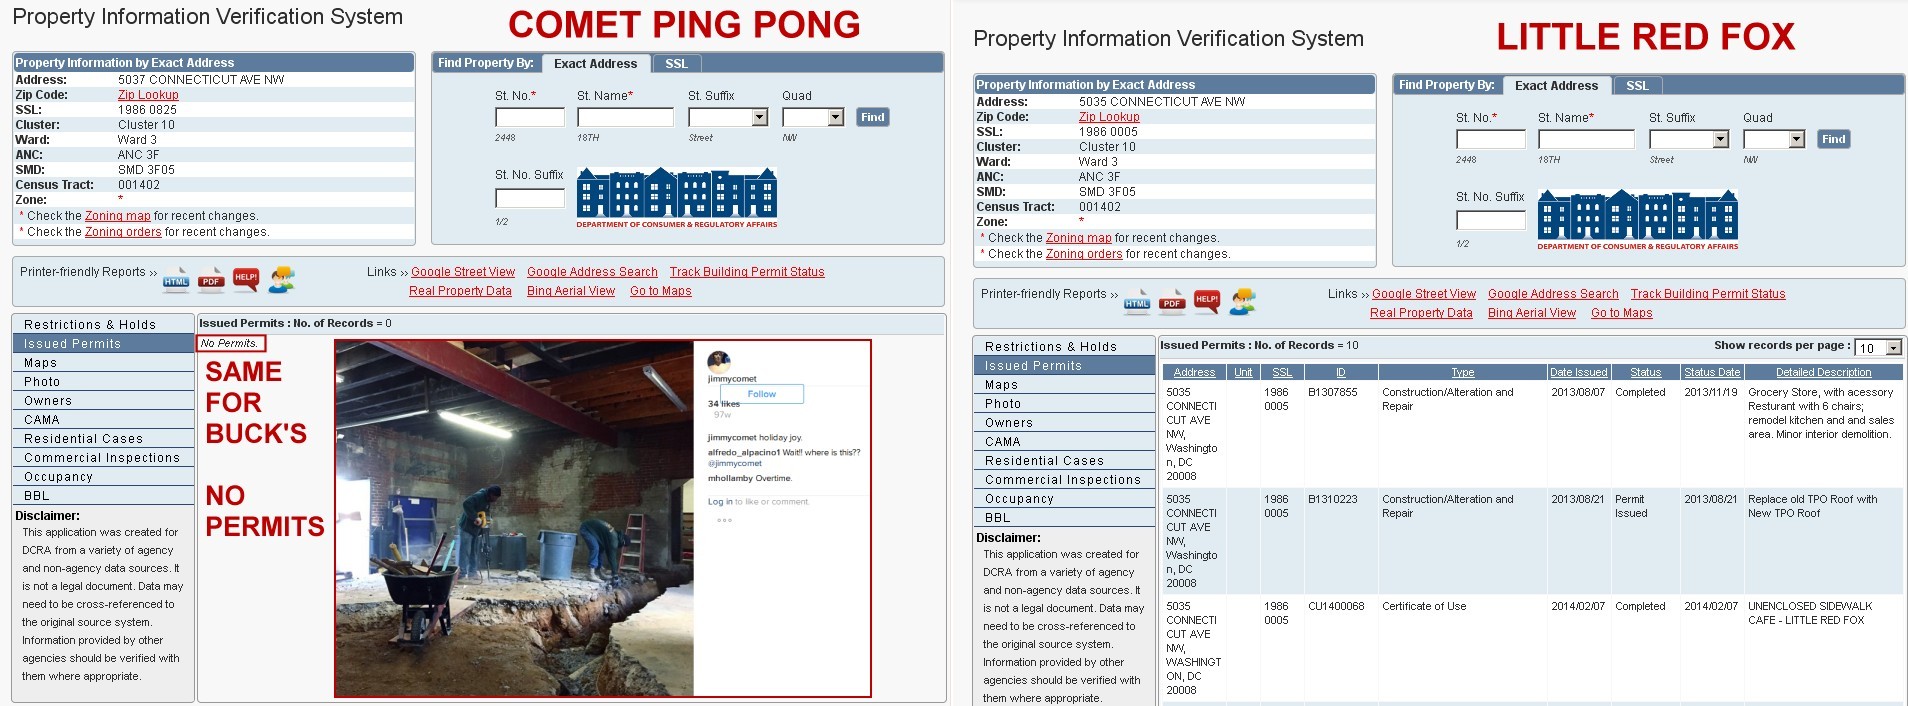 Property Information Verification System
COMET PING PONG
Property Information by Exact Address
Address: 5037 CONNECTICUT AVE NW
Zip Code: Zip Lookup
SSL: 1986 0825
Cluster: Cluster 10
Ward: Ward 3
ANC: ANC 3F
SMD: SMD 3F05
Census Tract: 001402
Zone: *
* Check the Zoning map for recent changes.
* Check the Zoning orders for recent changes.
Find Property By: Exact Address SSL
St. No.* St. Name* St. Suffix Quad
Find
2448 18TH Street NW
St. No. Suffix
1/2
DEPARTMENT OF CONSUMER & REGULATORY AFFAIRS
Printer-friendly Reports »
HTML PDF HELP!
Links » Google Street View Google Address Search Track Building Permit Status
Real Property Data Bing Aerial View Go to Maps
Restrictions & Holds
Issued Permits
Maps
Photo
Owners
CAMA
Residential Cases
Commercial Inspections
Occupancy
BBL
Disclaimer:
This application was created for
DCRA from a variety of agency
and non-agency data sources. It
is not a legal document. Data may
need to be cross-referenced to
the original source system.
Information provided by other
agencies should be verified with
them where appropriate.
Issued Permits : No. of Records = 0
No Permits.
SAME
FOR
BUCK'S
NO
PERMITS
jimmycomet
Follow
34 likes
97w
jimmycomet holiday joy.
alfredo_alpacino1 Wait!! where is this??
@jimmycomet
mhollamby Overtime.
Log in to like or comment.
Property Information Verification System
LITTLE RED FOX
Property Information by Exact Address
Address: 5035 CONNECTICUT AVE NW
Zip Code: Zip Lookup
SSL: 1986 0005
Cluster: Cluster 10
Ward: Ward 3
ANC: ANC 3F
SMD: SMD 3F05
Census Tract: 001402
Zone: *
* Check the Zoning map for recent changes.
* Check the Zoning orders for recent changes.
Find Property By: Exact Address SSL
St. No.* St. Name* St. Suffix Quad
Find
2448 18TH Street NW
St. No. Suffix
1/2
DEPARTMENT OF CONSUMER & REGULATORY AFFAIRS
Printer-friendly Reports »
HTML PDF HELP!
Links » Google Street View Google Address Search Track Building Permit Status
Real Property Data Bing Aerial View Go to Maps
Restrictions & Holds
Issued Permits
Maps
Photo
Owners
CAMA
Residential Cases
Commercial Inspections
Occupancy
BBL
Disclaimer:
This application was created for
DCRA from a variety of agency
and non-agency data sources. It
is not a legal document. Data may
need to be cross-referenced to
the original source system.
Information provided by other
agencies should be verified with
them where appropriate.
Issued Permits : No. of Records = 10
Show records per page : 10
Address Unit SSL ID Type Date Issued Status Status Date Detailed Description
5035 1986 B1307855 Construction/Alteration and 2013/08/07 Completed 2013/11/19 Grocery Store, with acessory
CONNECTI 0005 Repair Resturant with 6 chairs;
CUT AVE remodel kitchen and and sales
NW, area. Minor interior demolition.
Washingto
n, DC
20008
5035 1986 B1310223 Construction/Alteration and 2013/08/21 Permit 2013/08/21 Replace old TPO Roof with
CONNECTI 0005 Repair Issued New TPO Roof
CUT AVE
NW,
Washingto
n, DC
20008
5035 1986 CU1400068 Certificate of Use 2014/02/07 Completed 2014/02/07 UNENCLOSED SIDEWALK
CONNECTI 0005 CAFE - LITTLE RED FOX
CUT AVE
NW,
WASHINGT
ON, DC
20008